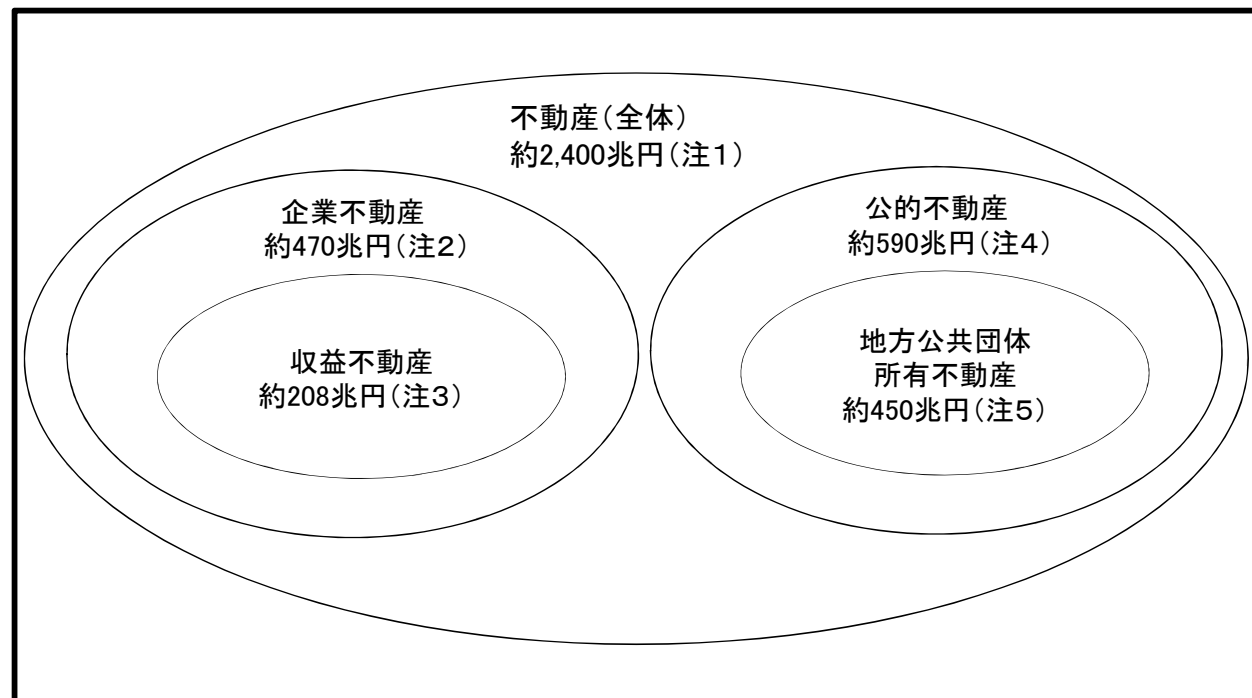 不動産（全体）
約2,400兆円（注１）
企業不動産
約470兆円（注２）
収益不動産
約208兆円（注３）
公的不動産
約590兆円（注４）
地方公共団体
所有不動産
約450兆円（注５）